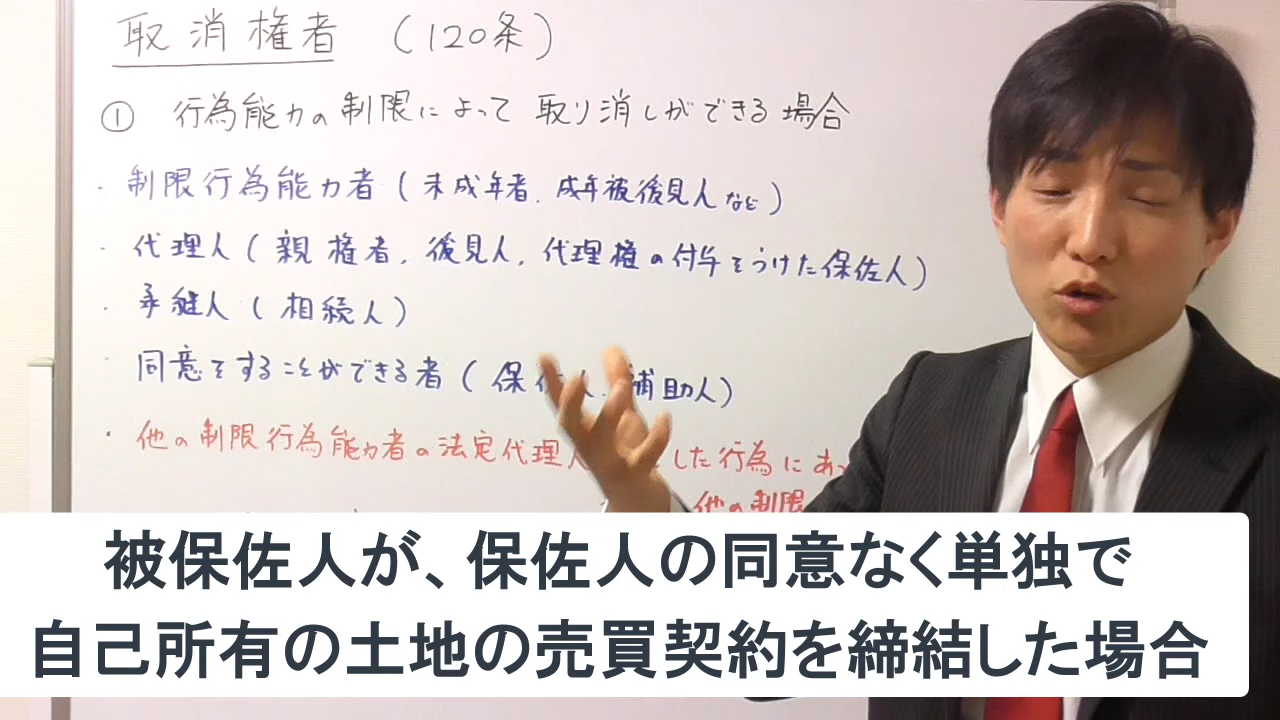 取消権者 （120条）
① 行為能力の制限によって 取り消しができる場合
・制限行為能力者（未成年者、成年被後見人など）
・代理人（親権者、後見人、代理権の付与をうけた保佐人）
・承継人（相続人）
・同意をすることができる者（保佐人、補助人）
・他の制限行為能力者の法定代理人 した行為にあっ
他の制限
被保佐人が、保佐人の同意なく単独で
自己所有の土地の売買契約を締結した場合